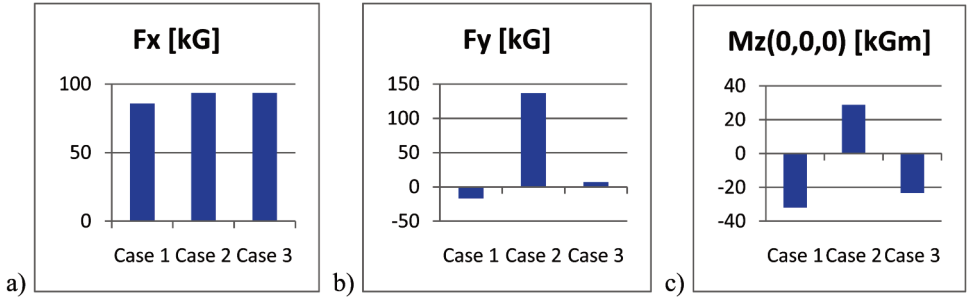 a)
Fx [kG]
100
50
0
Case 1 Case 2 Case 3
b)
Fy [kG]
150
100
50
0
-50
Case 1 Case 2 Case 3
c)
Mz(0,0,0) [kGm]
40
20
0
-20
-40
Case 1 Case 2 Case 3